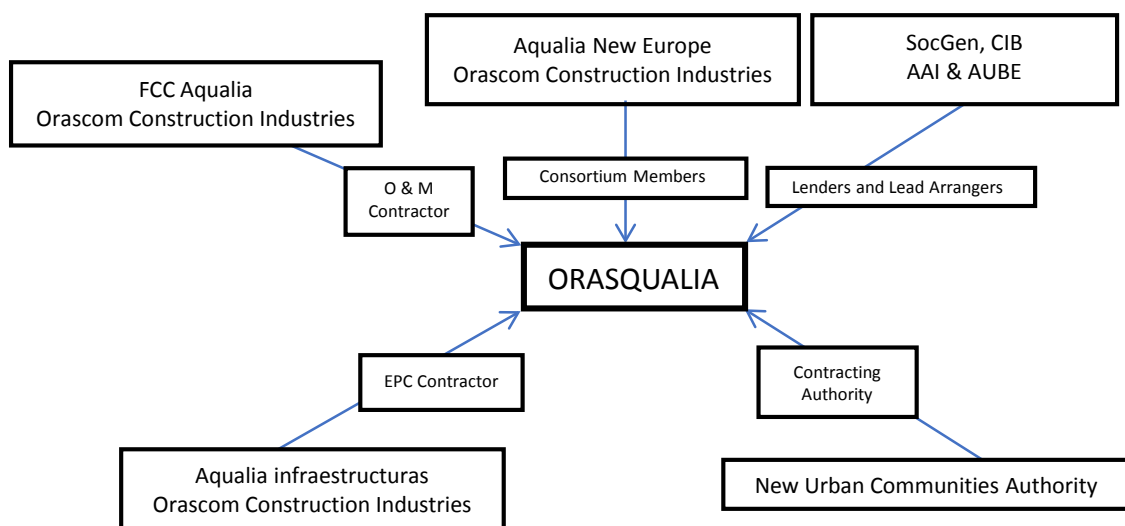 Aqualia New Europe
Orascom Construction Industries
SocGen, CIB
AAI & AUBE
FCC Aqualia
Orascom Construction Industries
O & M
Contractor
Consortium Members
Lenders and Lead Arrangers
ORASQUALIA
EPC Contractor
Contracting
Authority
Aqualia infraestructuras
Orascom Construction Industries
New Urban Communities Authority